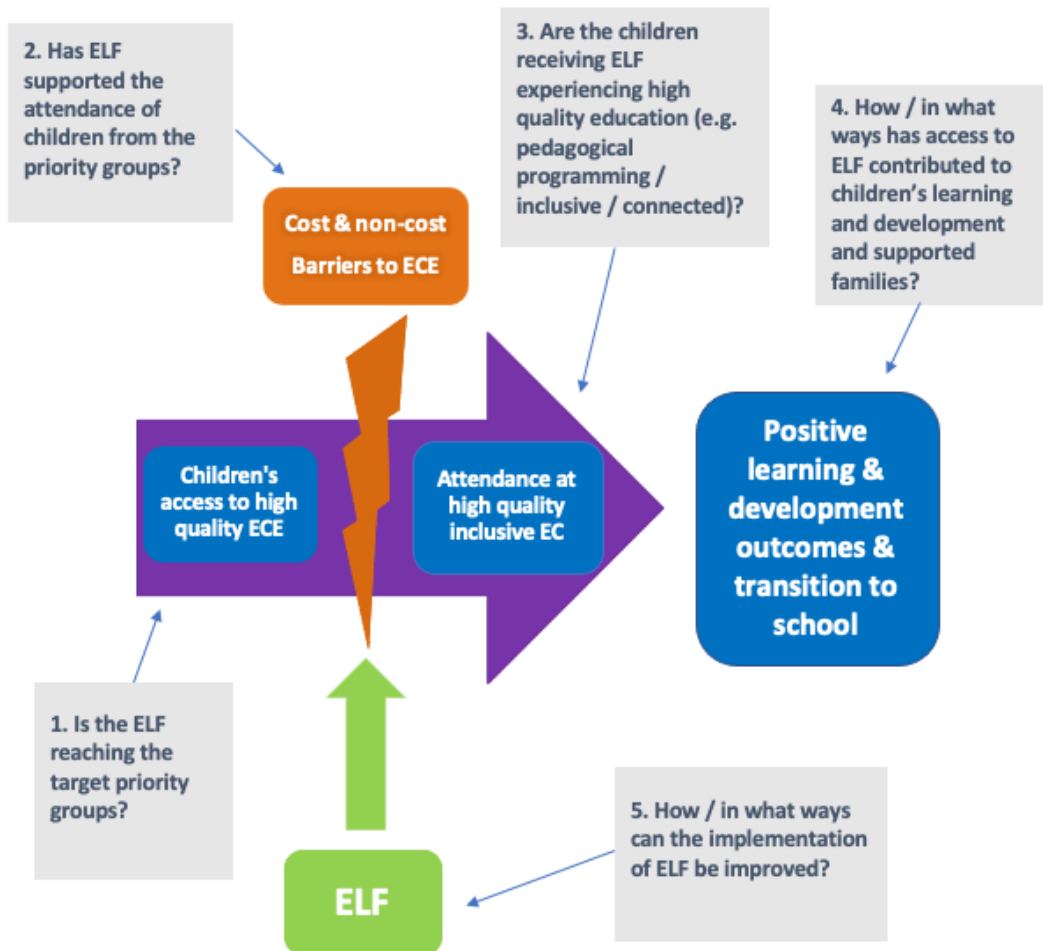 2. Has ELF
supported the
attendance of
children from the
priority groups?
3. Are the children
receiving ELF
experiencing high
quality education (e.g.
pedagogical
programming /
inclusive / connected)?
4. How / in what
ways has access to
ELF contributed to
children’s learning
and development
and supported
families?
Cost & non-cost
Barriers to ECE
Children's
access to high
quality ECE
Attendance at
high quality
inclusive EC
Positive
learning &
development
outcomes &
transition to
school
1. Is the ELF
reaching the
target priority
groups?
5. How / in what ways
can the implementation
of ELF be improved?
ELF